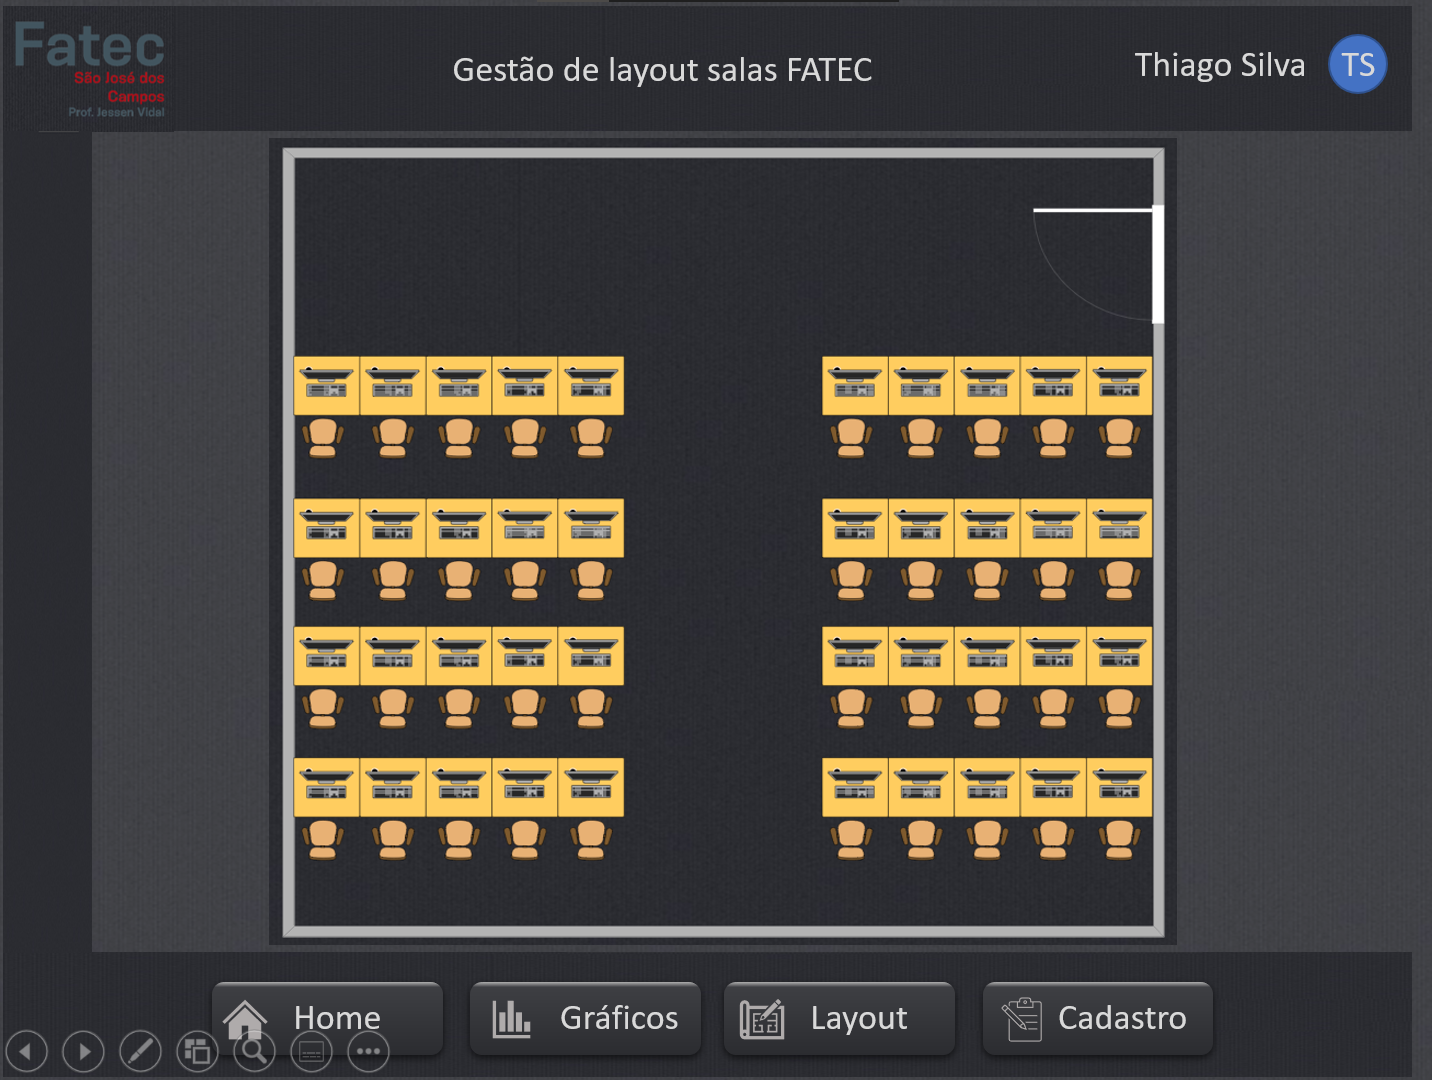 Fatec
São José dos
Campos
Prof. Jessen Vidal
Gestão de layout salas FATEC
Thiago Silva
TS
Home
Gráficos
Layout
Cadastro